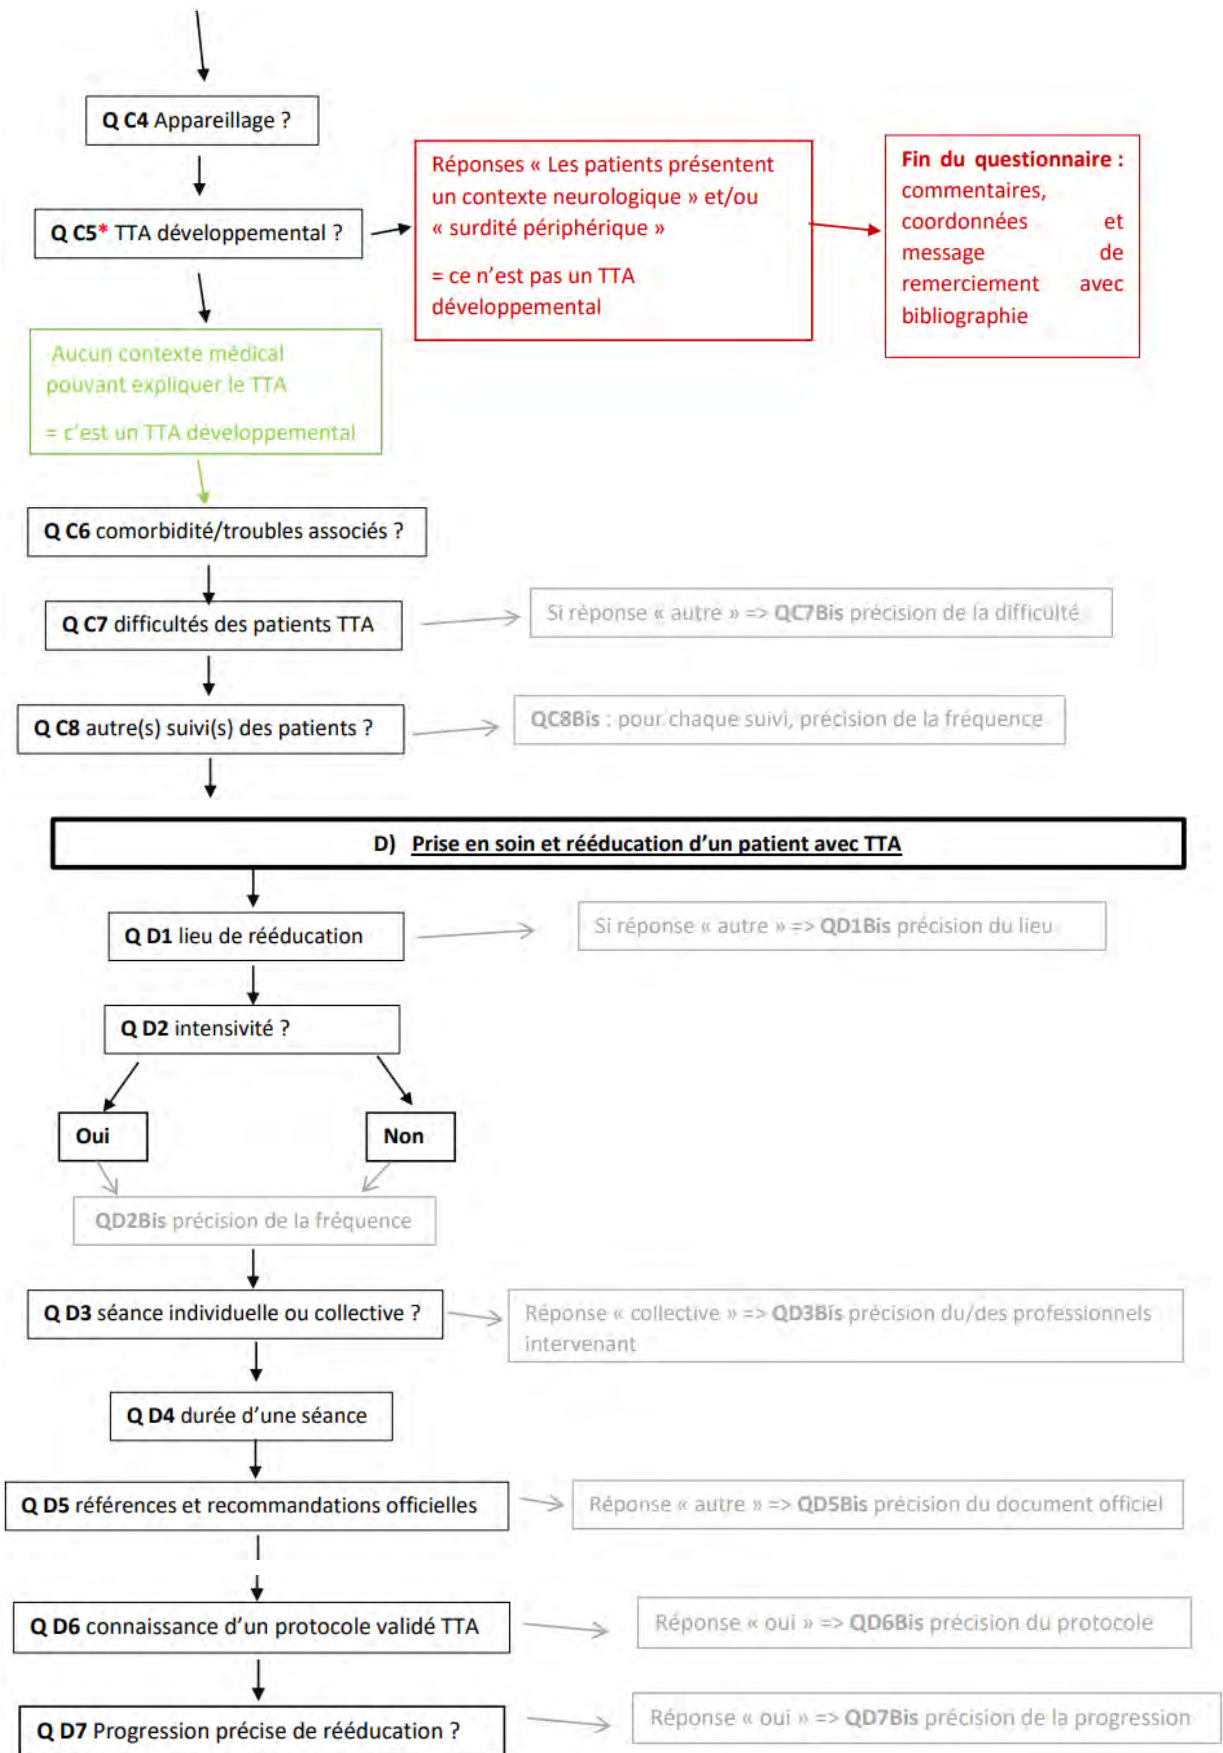 Q C4 Appareillage ?
Q C5* TTA développemental ?
Réponses « Les patients présentent
un contexte neurologique » et/ou
« surdité périphérique »
= ce n'est pas un TTA
développemental
Fin du questionnaire :
commentaires,
coordonnées et
message de
remerciement avec
bibliographie
Aucun contexte médical
pouvant expliquer le TTA
= c'est un TTA développemental
Q C6 comorbidité/troubles associés ?
Q C7 difficultés des patients TTA
Si réponse « autre » => QC7Bis précision de la difficulté
Q C8 autre(s) suivi(s) des patients ?
QC8Bis : pour chaque suivi, précision de la fréquence
D) Prise en soin et rééducation d'un patient avec TTA
Q D1 lieu de rééducation
Si réponse « autre » => QD1Bis précision du lieu
Q D2 intensivité ?
Oui
Non
QD2Bis précision de la fréquence
Q D3 séance individuelle ou collective ?
Réponse « collective » => QD3Bis précision du/des professionnels
intervenant
Q D4 durée d'une séance
Q D5 références et recommandations officielles
Réponse « autre » => QD5Bis précision du document officiel
Q D6 connaissance d'un protocole validé TTA
Réponse « oui » => QD6Bis précision du protocole
Q D7 Progression précise de rééducation ?
Réponse « oui » => QD7Bis précision de la progression